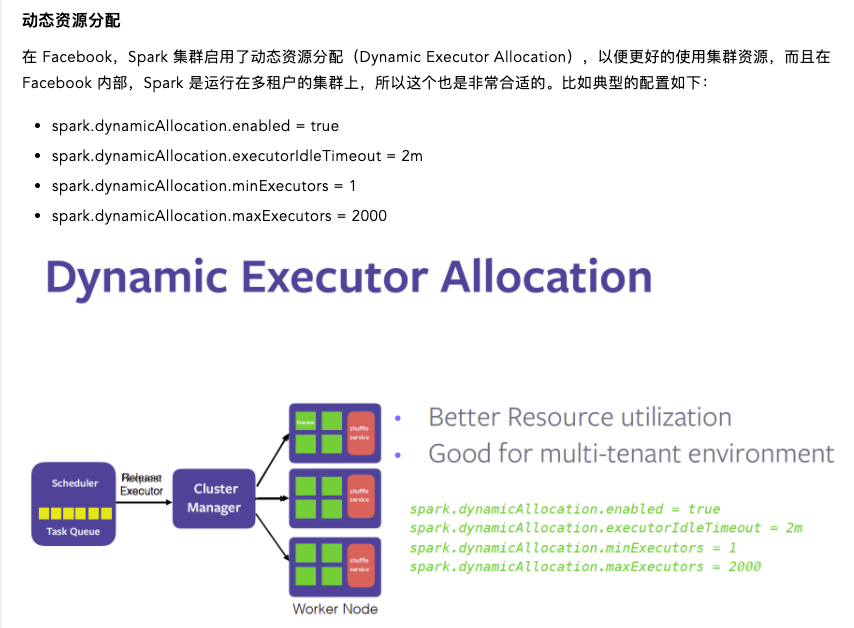 动态资源分配
在 Facebook，Spark 集群启用了动态资源分配（Dynamic Executor Allocation），以便更好的使用集群资源，而且在
Facebook 内部，Spark 是运行在多租户的集群上，所以这个也是非常合适的。比如典型的配置如下：
• spark.dynamicAllocation.enabled = true
• spark.dynamicAllocation.executorIdleTimeout = 2m
• spark.dynamicAllocation.minExecutors = 1
• spark.dynamicAllocation.maxExecutors = 2000
Dynamic Executor Allocation
Scheduler
Task Queue
Executor
Cluster
Manager
Executor
shuffle
service
shuffle
service
shuffle
service
Worker Node
• Better Resource utilization
• Good for multi-tenant environment
spark.dynamicAllocation.enabled = true
spark.dynamicAllocation.executorIdleTimeout = 2m
spark.dynamicAllocation.minExecutors = 1
spark.dynamicAllocation.maxExecutors = 2000